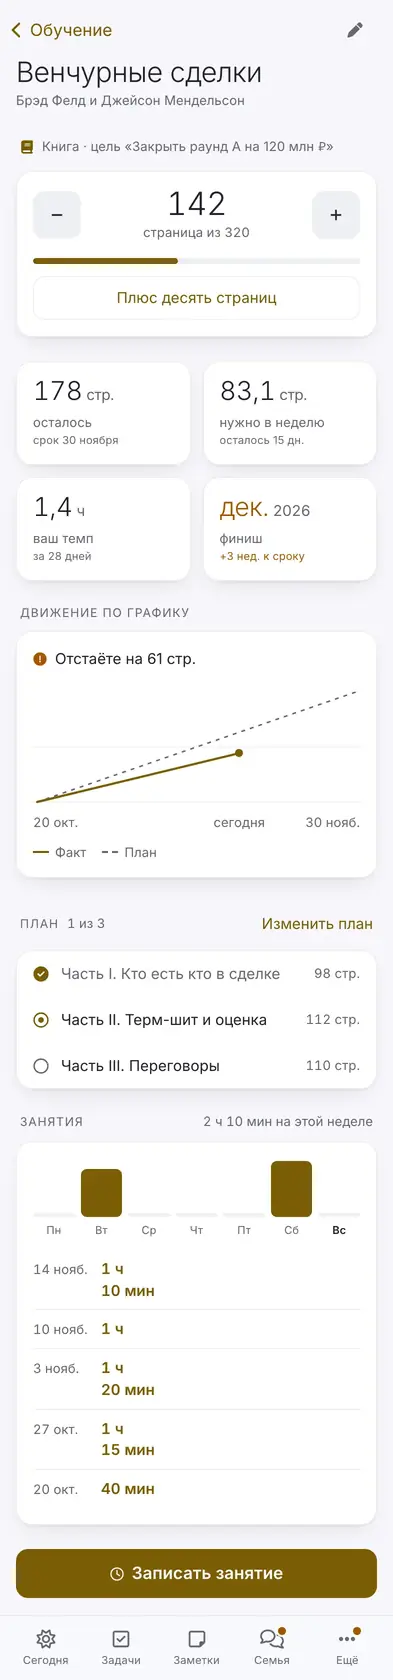 Обучение
Венчурные сделки
Брэд Фелд и Джейсон Мендельсон
Книга · цель «Закрыть раунд А на 120 млн ₽»
− 142 +
страница из 320
Плюс десять страниц
178 стр.
осталось
срок 30 ноября
83,1 стр.
нужно в неделю
осталось 15 дн.
1,4 ч
ваш темп
за 28 дней
дек. 2026
финиш
+3 нед. к сроку
ДВИЖЕНИЕ ПО ГРАФИКУ
Отстаёте на 61 стр.
20 окт. сегодня 30 нояб.
Факт План
ПЛАН 1 из 3 Изменить план
Часть I. Кто есть кто в сделке 98 стр.
Часть II. Терм-шит и оценка 112 стр.
Часть III. Переговоры 110 стр.
ЗАНЯТИЯ 2 ч 10 мин на этой неделе
Пн Вт Ср Чт Пт Сб Вс
14 нояб. 1 ч
10 мин
10 нояб. 1 ч
3 нояб. 1 ч
20 мин
27 окт. 1 ч
15 мин
20 окт. 40 мин
Записать занятие
Сегодня Задачи Заметки Семья Ещё